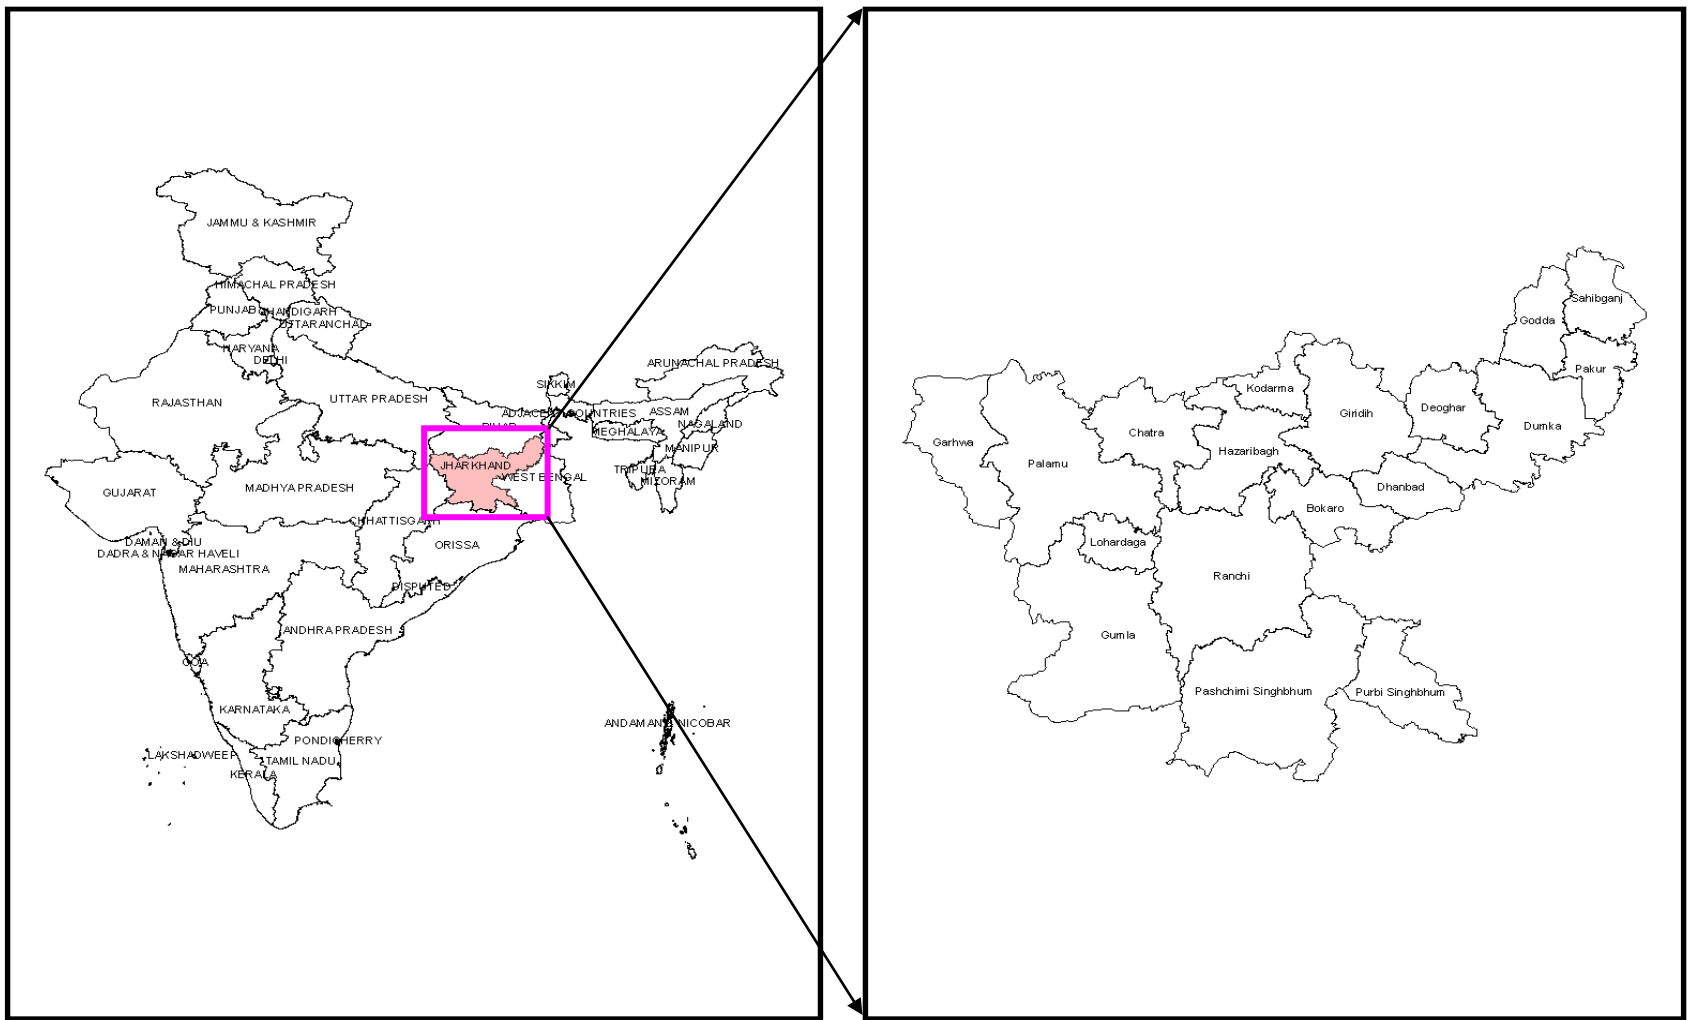 JAMMU & KASHMIR
HIMACHAL PRADESH
PUNJAB
CHANDIGARH
UTTARANCHAL
HARYANA
DELHI
RAJASTHAN
UTTAR PRADESH
SIKKIM
ARUNACHAL PRADESH
ADJACENT COUNTRIES
ASSAM
NAGALAND
BIHAR
MEGHALAYA
MANIPUR
JHARKHAND
TRIPURA
WEST BENGAL
MIZORAM
GUJARAT
MADHYA PRADESH
CHHATTISGARH
DAMAN & DIU
DADRA & NAGAR HAVELI
ORISSA
MAHARASHTRA
DISPUTED
ANDHRA PRADESH
GOA
KARNATAKA
ANDAMAN & NICOBAR
PONDICHERRY
LAKSHADWEEP
TAMIL NADU
KERALA
Sahibganj
Godda
Pakur
Kodarma
Deoghar
Giridih
Dumka
Chatra
Garhwa
Hazaribagh
Palamu
Dhanbad
Bokaro
Lohardaga
Ranchi
Gumla
Pashchimi Singhbhum
Purbi Singhbhum